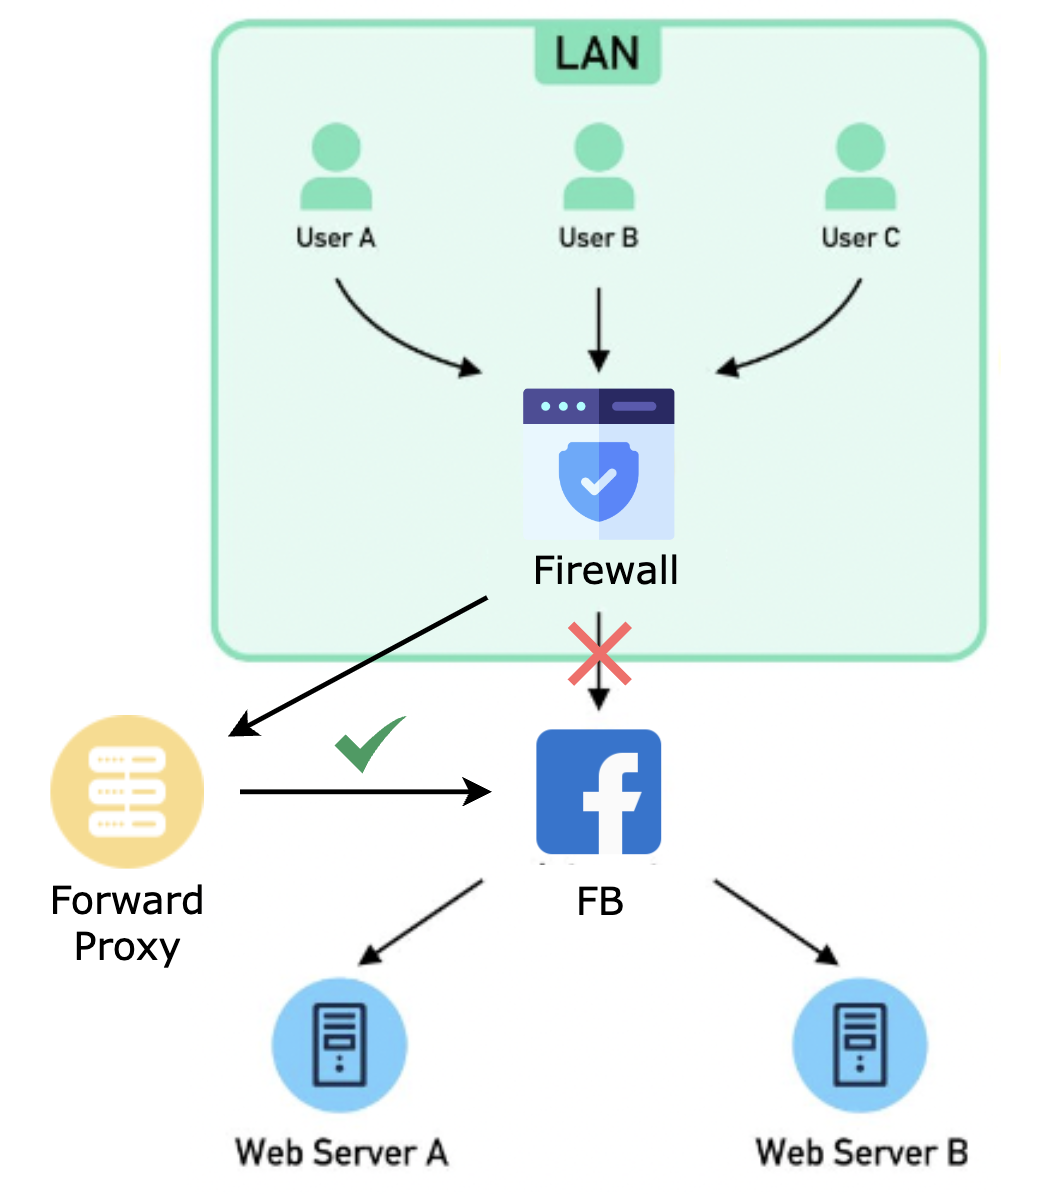 LAN
User A
User B
User C
Firewall
Forward
Proxy
FB
Web Server A
Web Server B